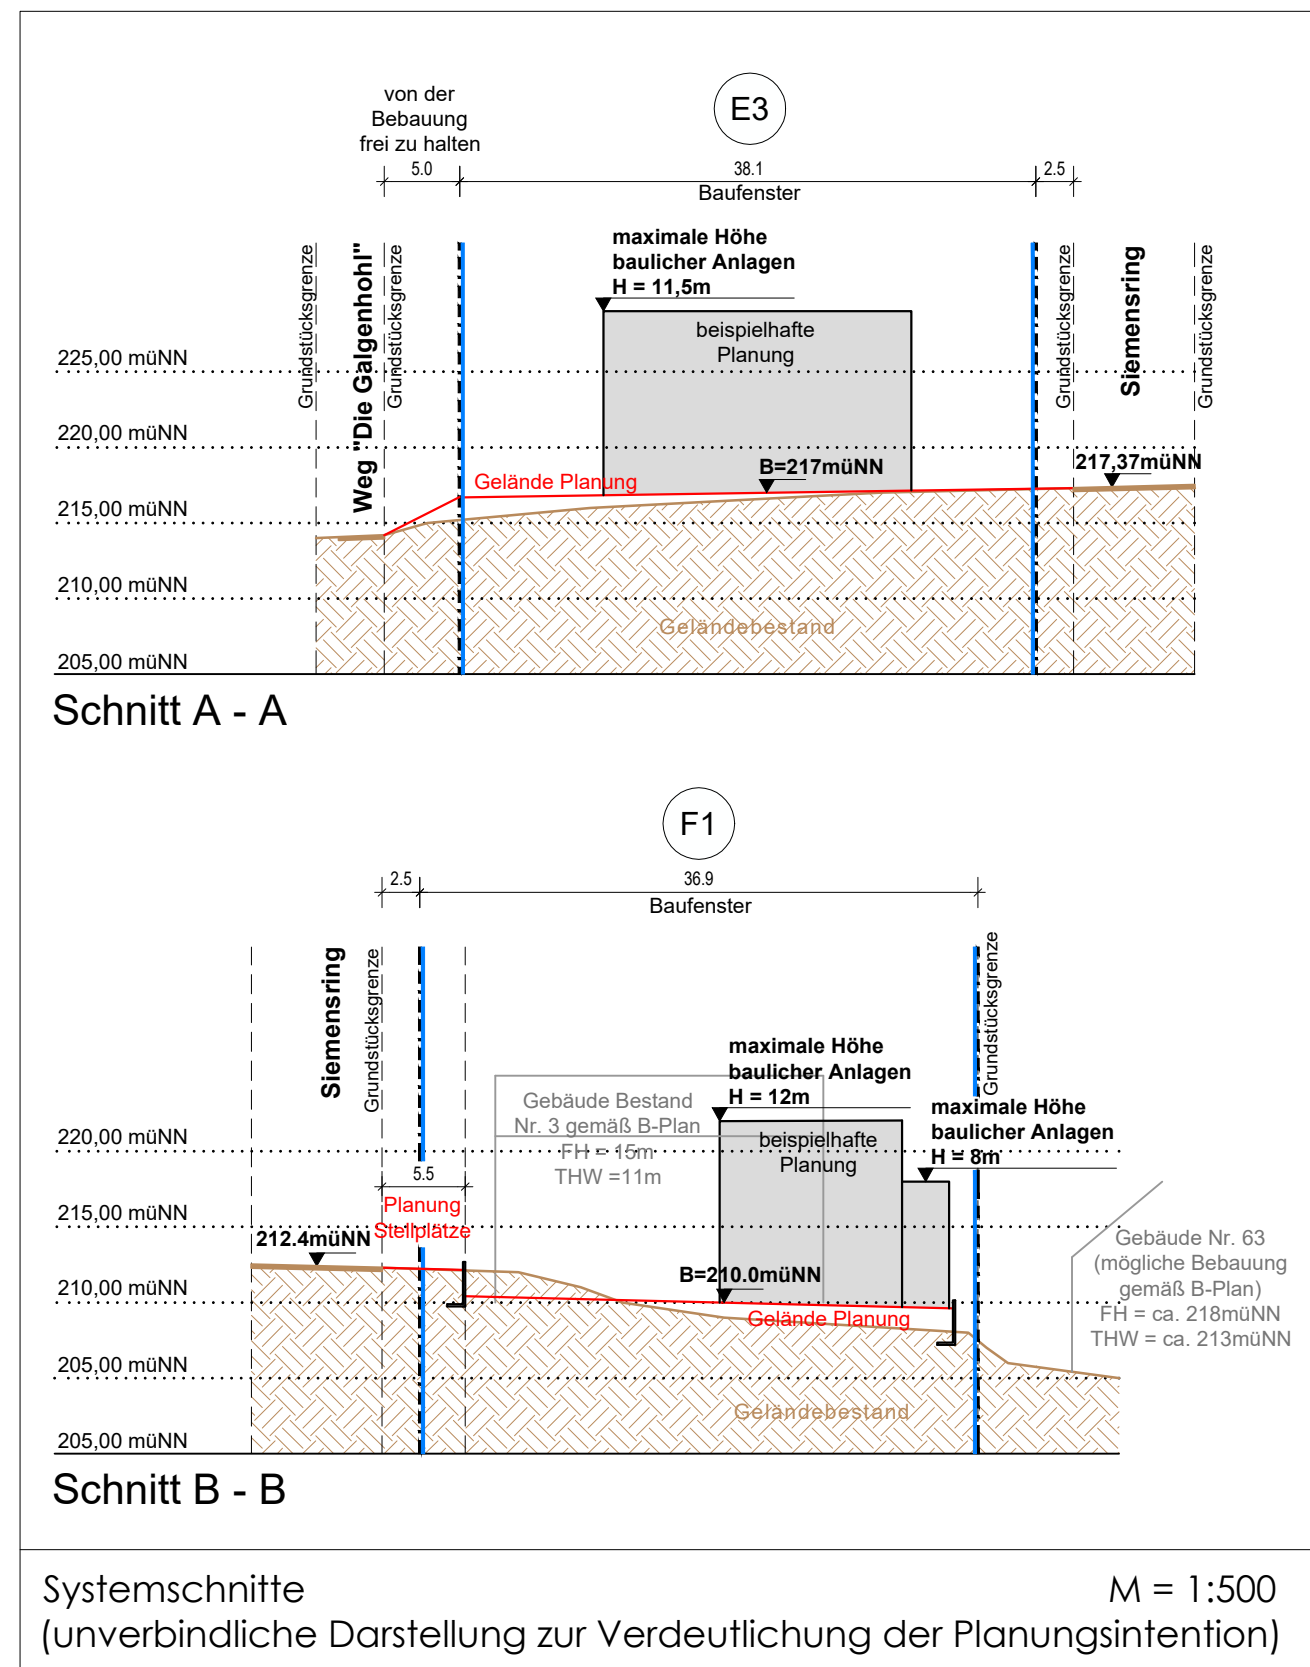 von der
Bebauung
frei zu halten
E3
5.0
38.1
2.5
Baufenster
Grundstücksgrenze
Weg "Die Galgenhohl"
Grundstücksgrenze
maximale Höhe
baulicher Anlagen
H = 11,5m
beispielhafte
Planung
Grundstücksgrenze
Siemensring
Grundstücksgrenze
225,00 müNN
220,00 müNN
215,00 müNN
210,00 müNN
205,00 müNN
Gelände Planung
B=217müNN
217,37müNN
Geländebestand
Schnitt A - A
F1
2.5
36.9
Baufenster
Siemensring
Grundstücksgrenze
Grundstücksgrenze
maximale Höhe
baulicher Anlagen
H = 12m
Gebäude Bestand
Nr. 3 gemäß B-Plan
FH = 15m
THW =11m
beispielhafte
Planung
maximale Höhe
baulicher Anlagen
H = 8m
220,00 müNN
215,00 müNN
210,00 müNN
205,00 müNN
205,00 müNN
5.5
Planung
Stellplätze
212.4müNN
B=210.0müNN
Gelände Planung
Gebäude Nr. 63
(mögliche Bebauung
gemäß B-Plan)
FH = ca. 218müNN
THW = ca. 213müNN
Geländebestand
Schnitt B - B
Systemschnitte
M = 1:500
(unverbindliche Darstellung zur Verdeutlichung der Planungsintention)